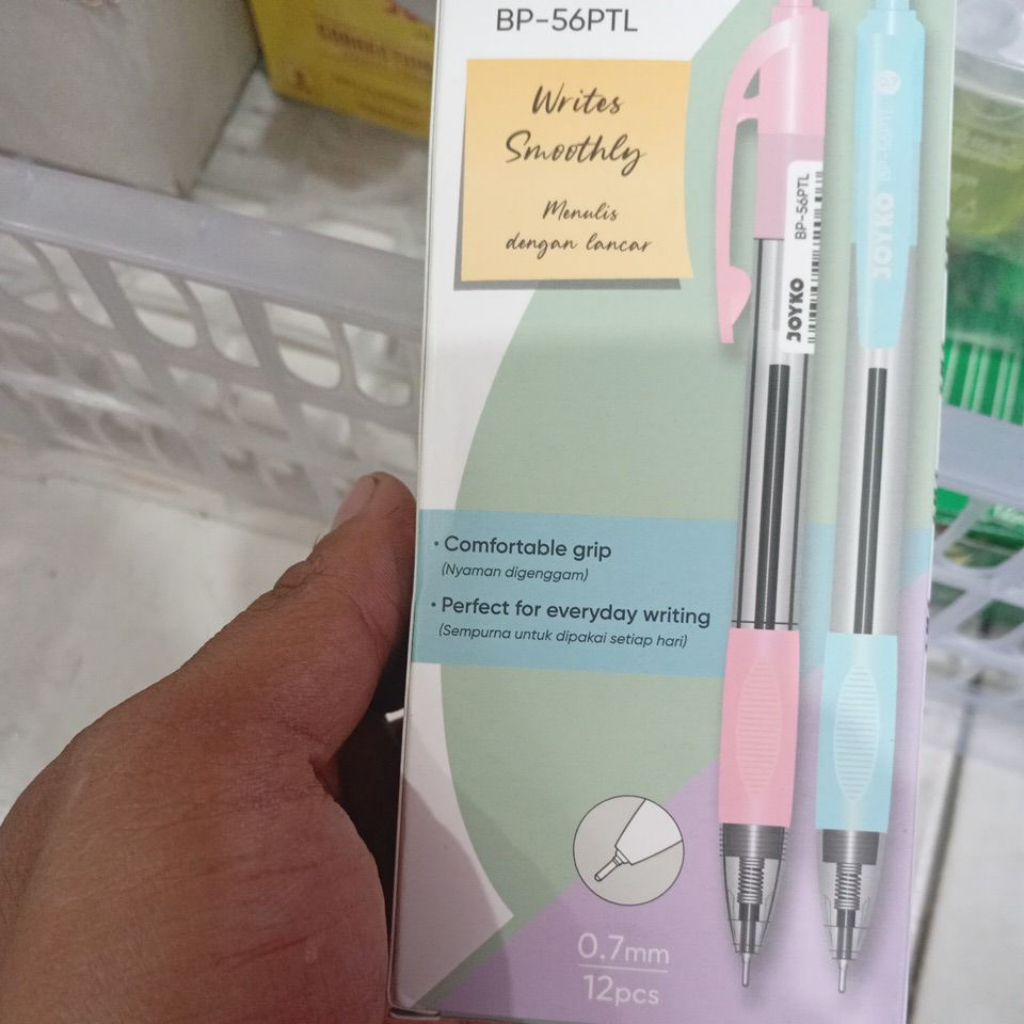 BP-56PTL
Writes
Smoothly
Menulis
dengan lancar
JOYKO BP-56PTL
JOYKO
• Comfortable grip
(Nyaman digenggam)
• Perfect for everyday writing
(Sempurna untuk dipakai setiap hari)
0.7mm
12pcs